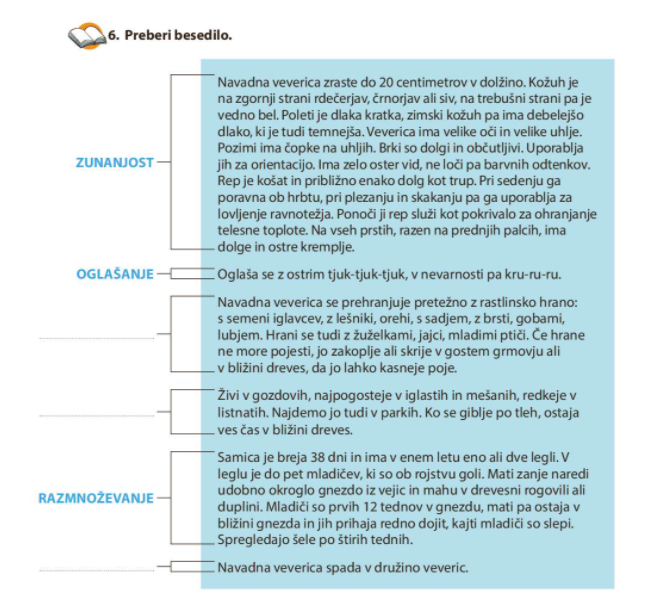 6. Preberi besedilo.
ZUNANJOST
Navadna veverica zraste do 20 centimetrov v dolžino. Kožuh je
na zgornji strani rdečerjav, črnorjav ali siv, na trebušni strani pa je
vedno bel. Poleti je dlaka kratka, zimski kožuh pa ima debelejšo
dlako, ki je tudi temnejša. Veverica ima velike oči in velike uhlje.
Pozimi ima čopke na uhljih. Brki so dolgi in občutljivi. Uporablja
jih za orientacijo. Ima zelo oster vid, ne loči pa barvnih odtenkov.
Rep je košat in približno enako dolg kot trup. Pri sedenju ga
poravna ob hrbtu, pri plezanju in skakanju pa ga uporablja za
lovljenje ravnotežja. Ponoči ji rep služi kot pokrivalo za ohranjanje
telesne toplote. Na vseh prstih, razen na prednjih palcih, ima
dolge in ostre kremplje.
OGLAŠANJE
Oglaša se z ostrim tjuk-tjuk-tjuk, v nevarnosti pa kru-ru-ru.
Navadna veverica se prehranjuje pretežno z rastlinsko hrano:
s semeni iglavcev, z lešniki, orehi, s sadjem, z brsti, gobami,
lubjem. Hrani se tudi z žuželkami, jajci, mladimi ptiči. Če hrane
ne more pojesti, jo zakoplje ali skrije v gostem grmovju ali
v bližini dreves, da jo lahko kasneje poje.
Živi v gozdovih, najpogosteje v iglastih in mešanih, redkeje v
listnatih. Najdemo jo tudi v parkih. Ko se giblje po tleh, ostaja
ves čas v bližini dreves.
RAZMNOŽEVANJE
Samica je breja 38 dni in ima v enem letu eno ali dve legli. V
leglu je do pet mladičev, ki so ob rojstvu goli. Mati zanje naredi
udobno okroglo gnezdo iz vejic in mahu v drevesni rogovili ali
duplini. Mladiči so prvih 12 tednov v gnezdu, mati pa ostaja v
bližini gnezda in jih prihaja redno dojit, kajti mladiči so slepi.
Spregledajo šele po štirih tednih.
Navadna veverica spada v družino veveric.